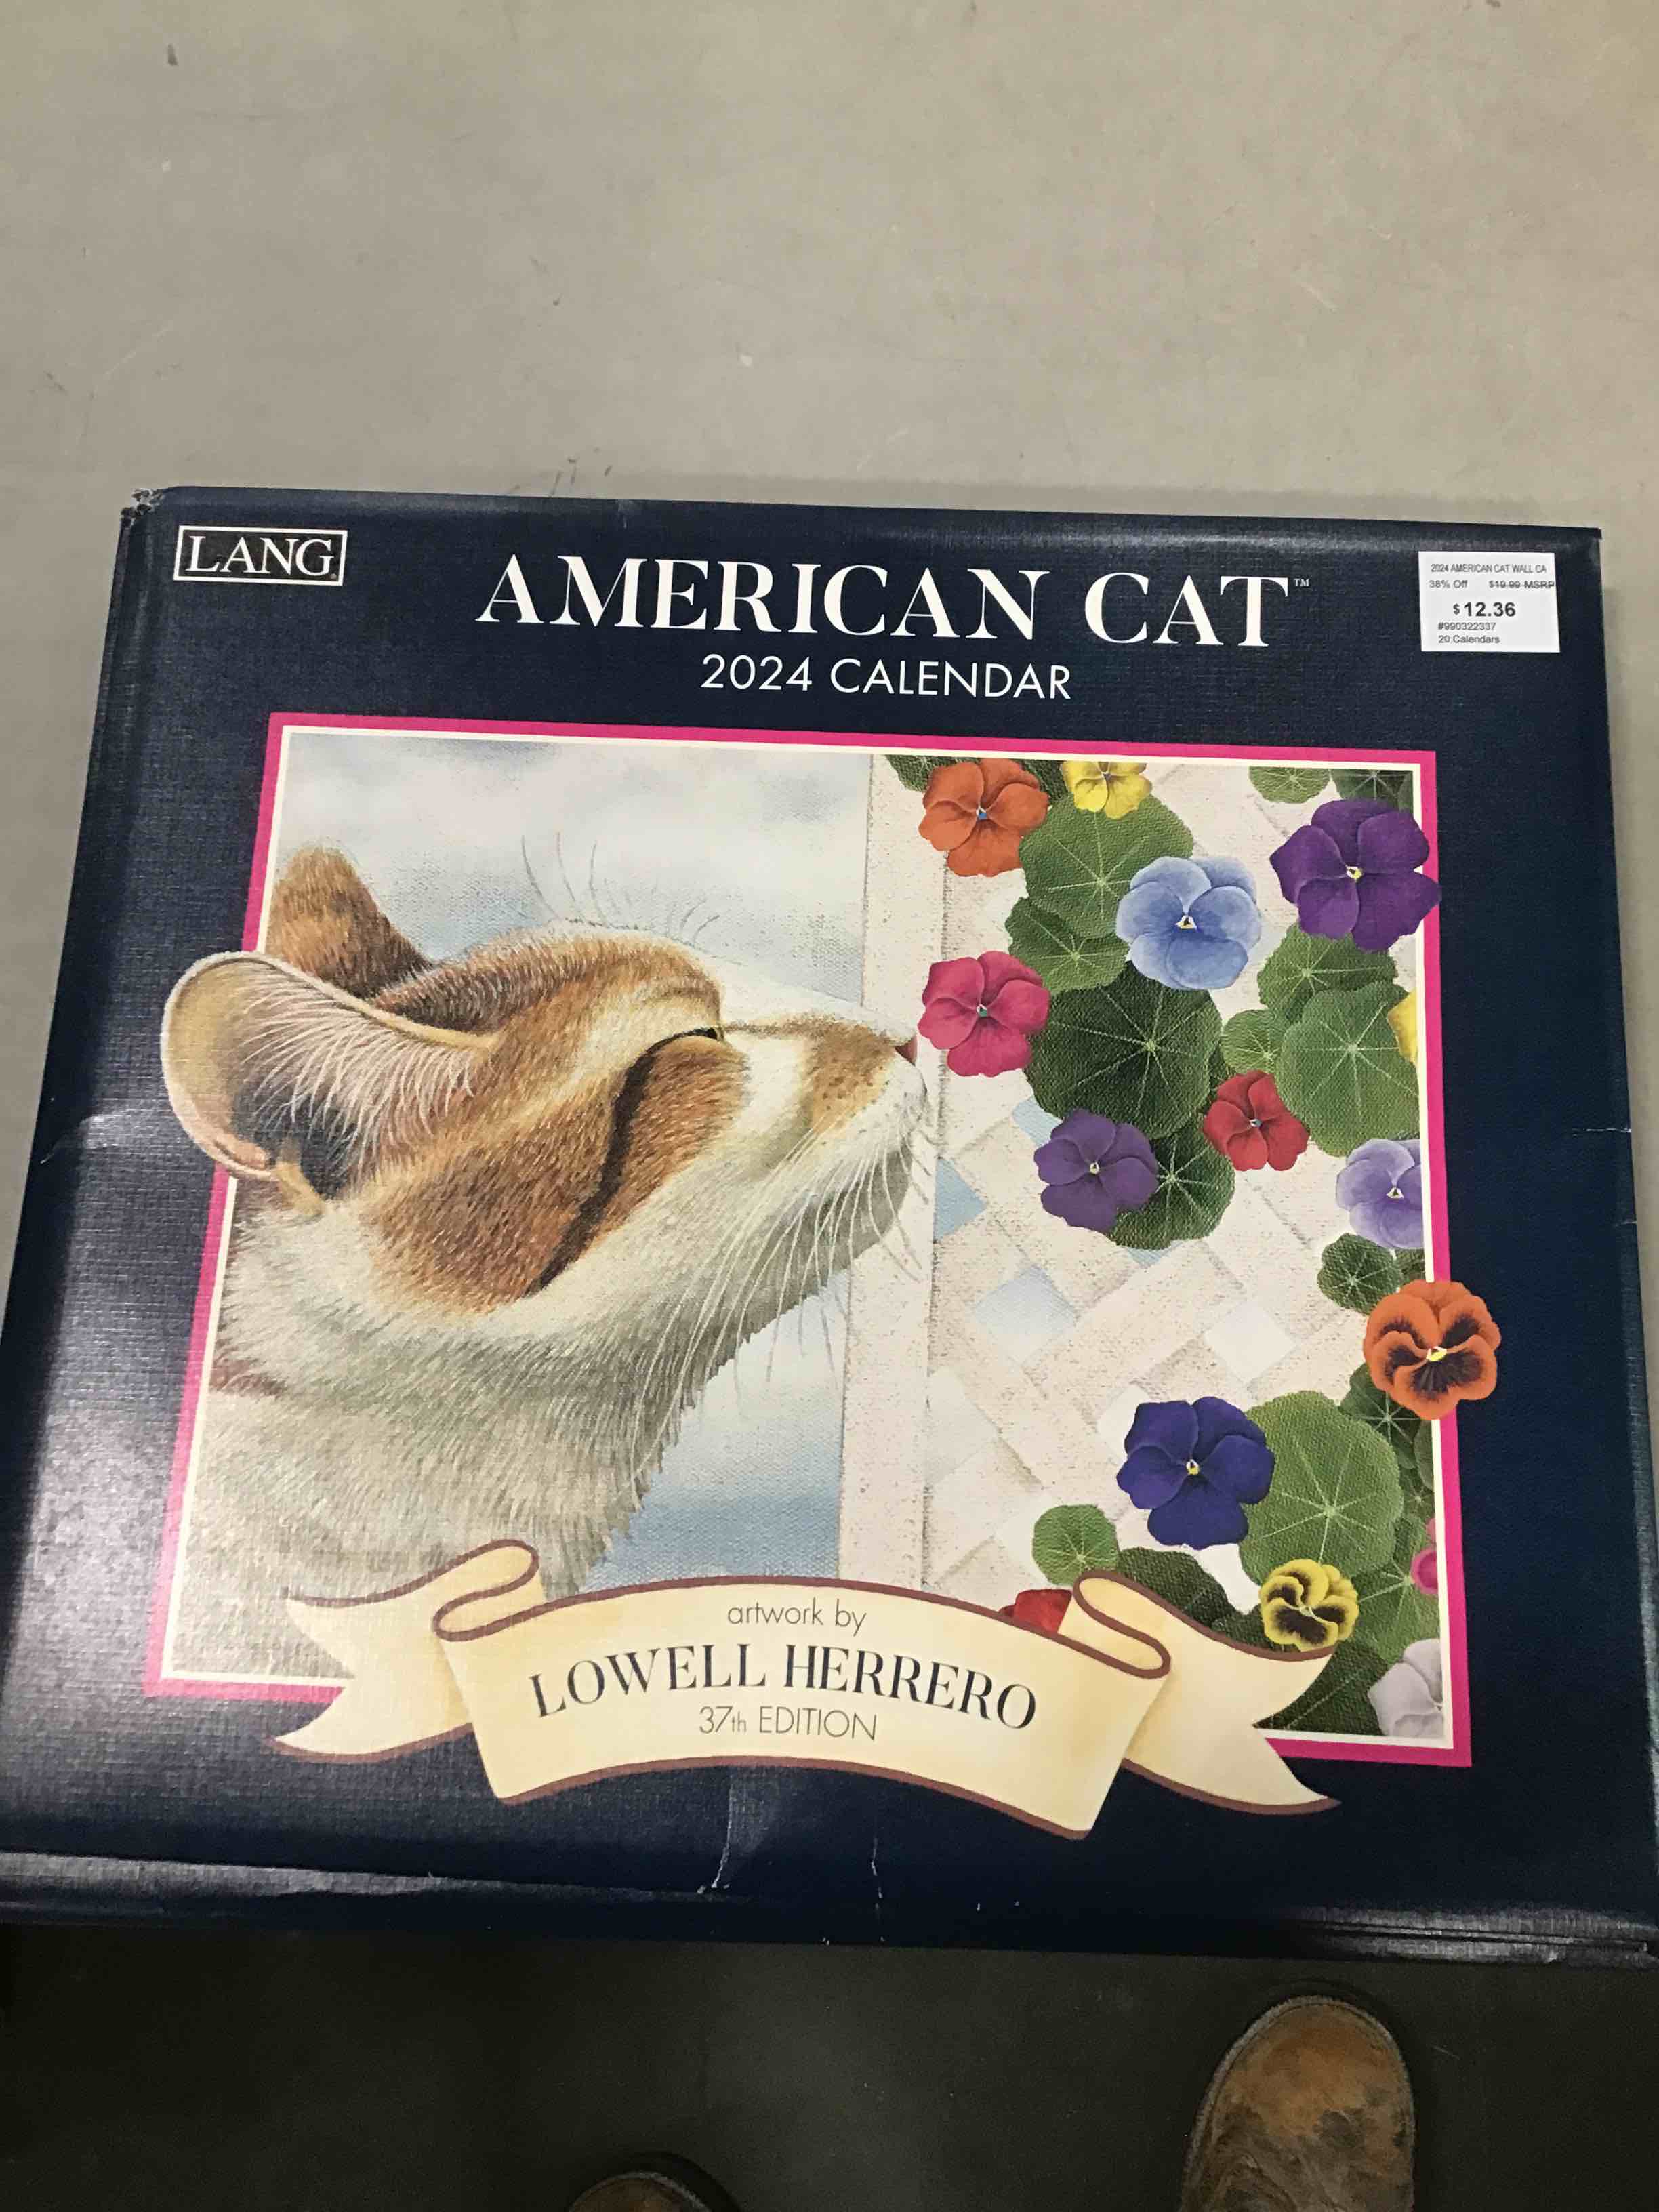 LANG
AMERICAN CAT™
2024 CALENDAR
2024 AMERICAN CAT WALL CA
38% Off $19.99 MSRP
$12.36
#990322337
20:Calendars
artwork by
LOWELL HERRERO
37th EDITION